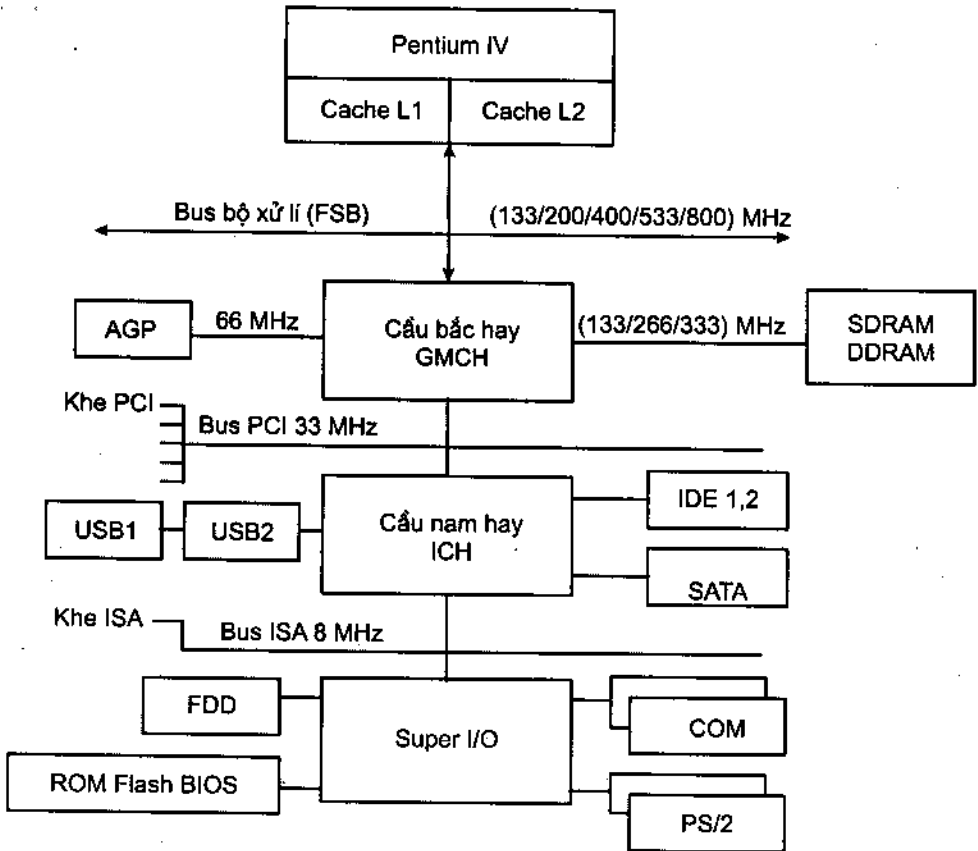 Pentium IV
Cache L1
Cache L2
Bus bộ xử lí (FSB)
(133/200/400/533/800) MHz
AGP
66 MHz
Cầu bắc hay
GMCH
(133/266/333) MHz
SDRAM
DDRAM
Khe PCI
Bus PCI 33 MHz
USB1
USB2
Cầu nam hay
ICH
IDE 1,2
SATA
Khe ISA
Bus ISA 8 MHz
FDD
Super I/O
COM
ROM Flash BIOS
PS/2